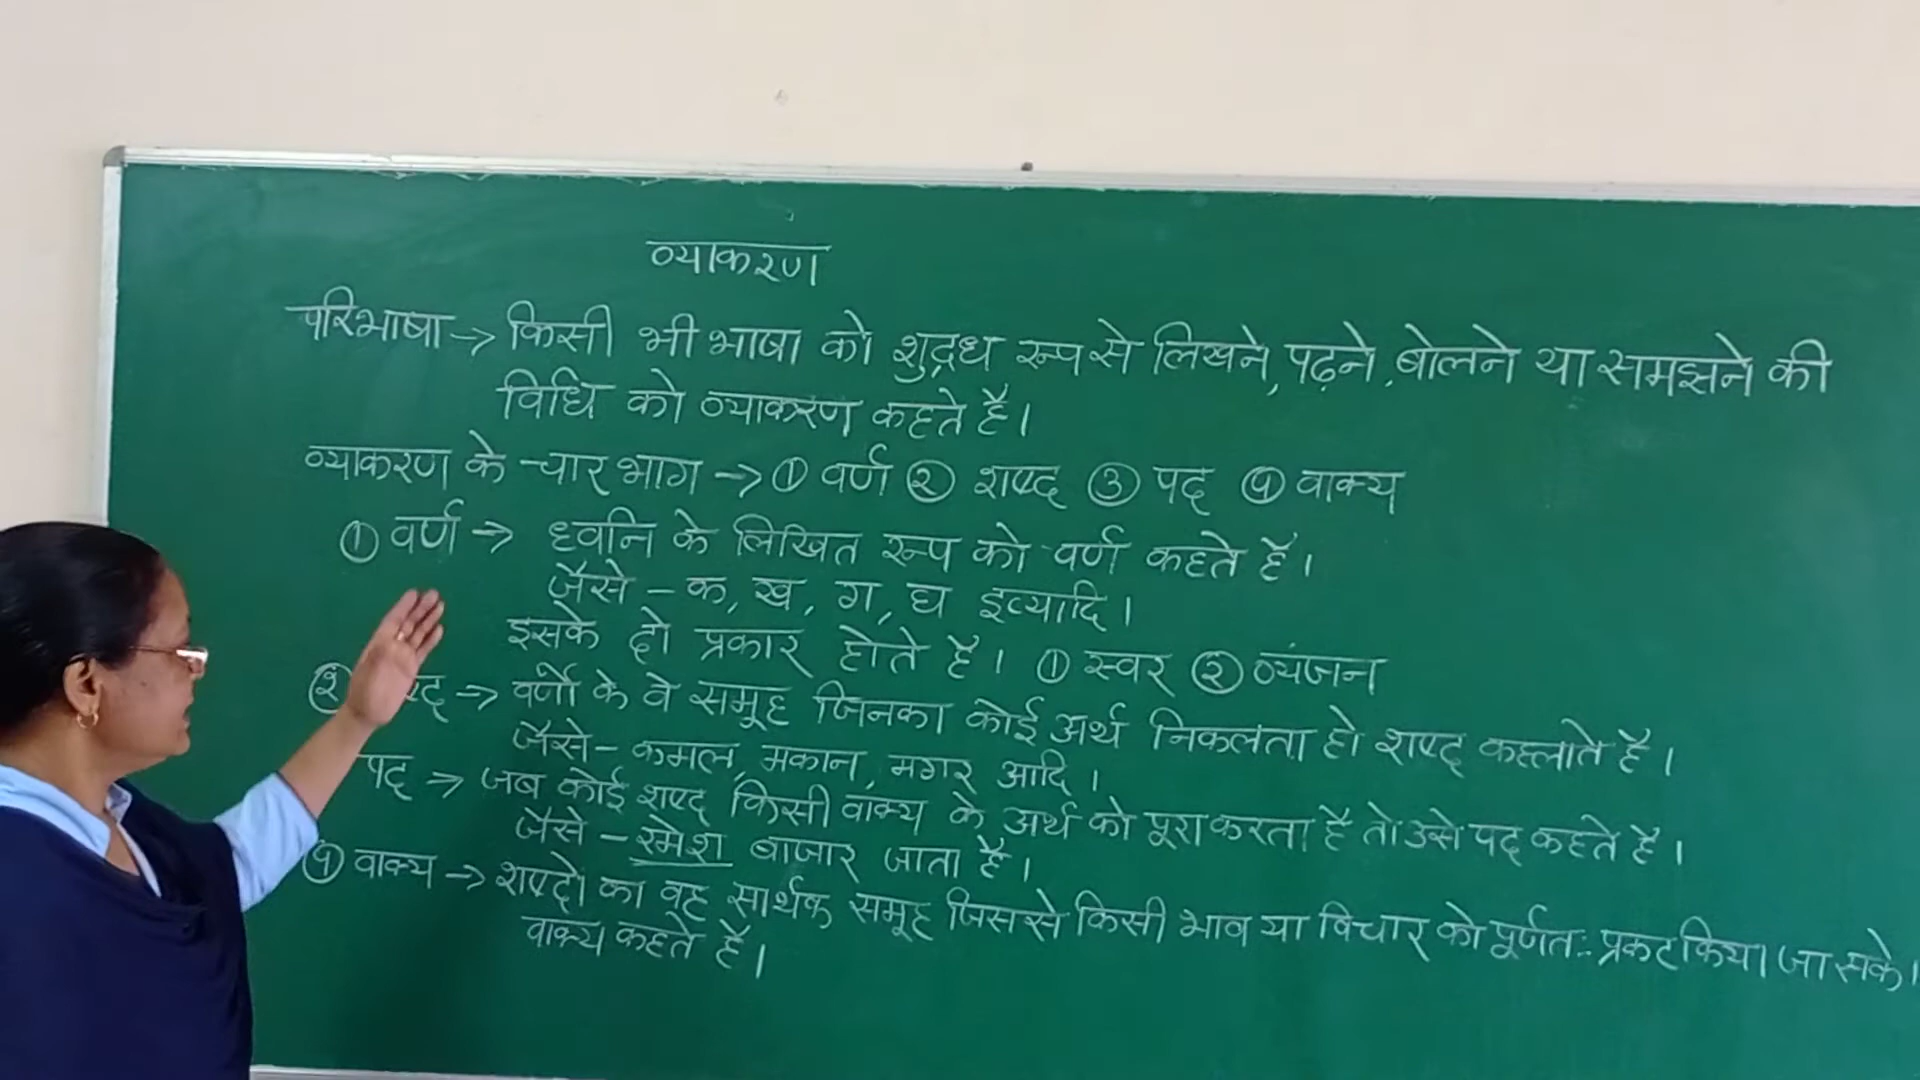 व्याकरण
परिभाषा → किसी भी भाषा को शुद्ध रूप से लिखने, पढ़ने, बोलने या समझने की
विधि को व्याकरण कहते है।
व्याकरण के चार भाग → ① वर्ण ② शब्द ③ पद ④ वाक्य
① वर्ण → ध्वनि के लिखित रूप को वर्ण कहते है।
जैसे - क, ख, ग, घ इत्यादि।
इसके दो प्रकार होते है। ① स्वर ② व्यंजन
② → वर्णों के वे समूह जिनका कोई अर्थ निकलता हो शब्द कहलाते है।
जैसे - कमल, मकान, मगर आदि।
पद → जब कोई शब्द किसी वाक्य के अर्थ को पूरा करता है तो उसे पद कहते है।
जैसे - रमेश बाजार जाता है।
④ वाक्य → शब्दों का वह सार्थक समूह जिससे किसी भाव या विचार को पूर्णतः प्रकट किया जा सके।
वाक्य कहते है।